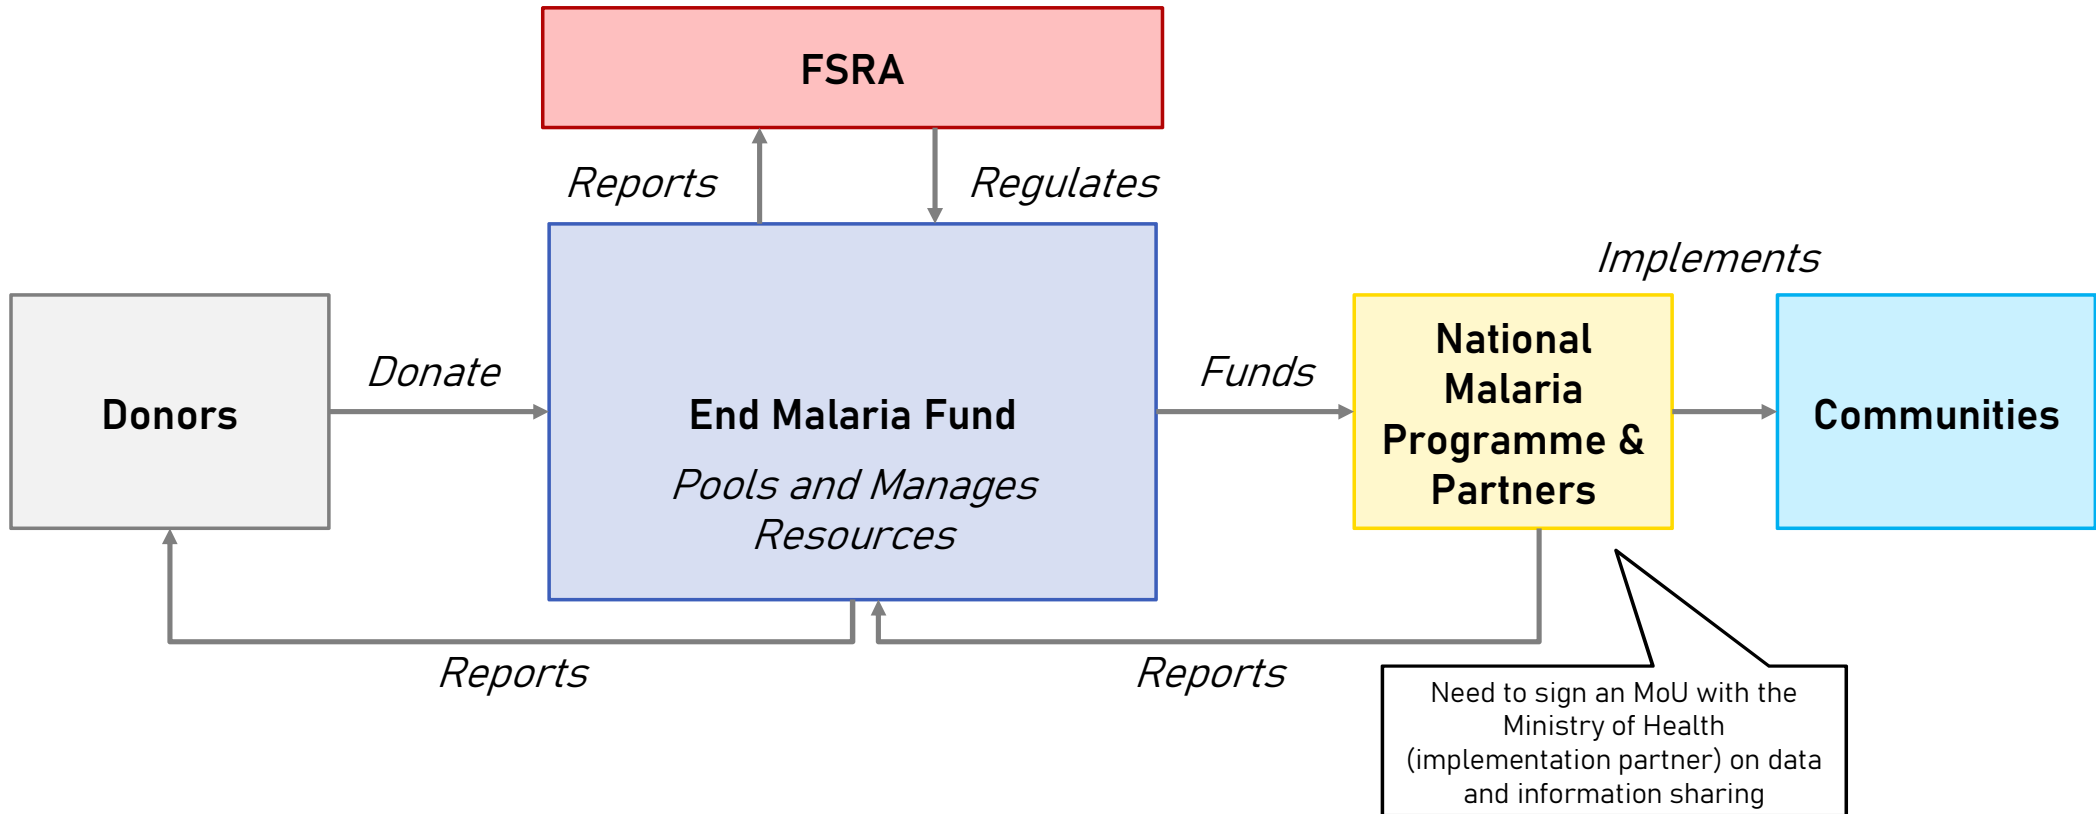 FSRA
Reports
Regulates
Implements
Donors
Donate
End Malaria Fund
Pools and Manages
Resources
Funds
National
Malaria
Programme &
Partners
Communities
Reports
Reports
Need to sign an MoU with the
Ministry of Health
(implementation partner) on data
and information sharing